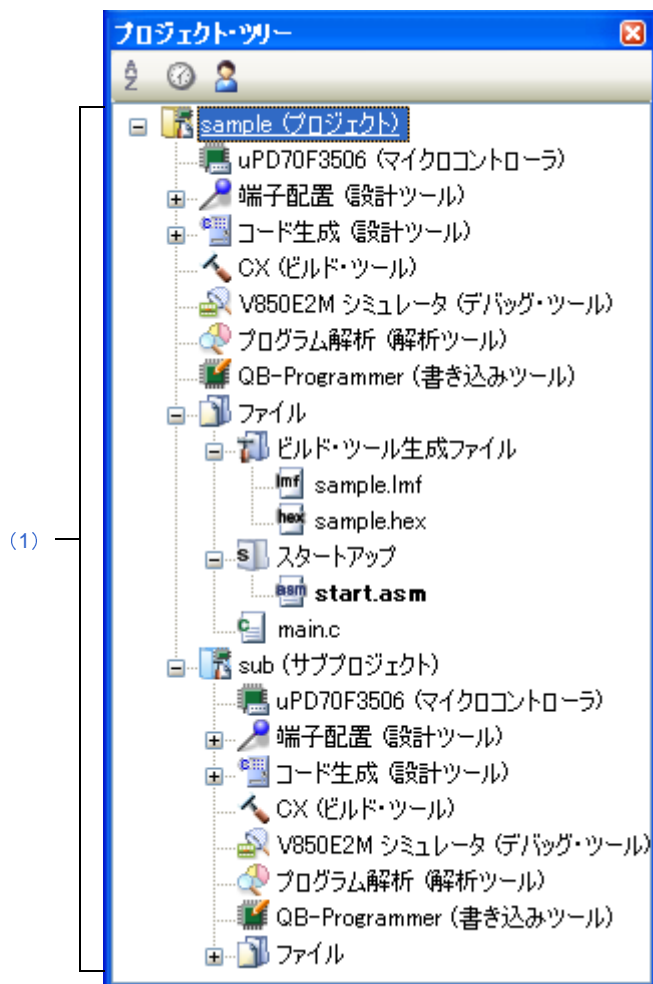 プロジェクト・ツリー
sample (プロジェクト)
uPD70F3506 (マイクロコントローラ)
端子配置 (設計ツール)
コード生成 (設計ツール)
CX (ビルド・ツール)
V850E2M シミュレータ (デバッグ・ツール)
プログラム解析 (解析ツール)
QB-Programmer (書き込みツール)
ファイル
ビルド・ツール生成ファイル
lmf sample.lmf
hex sample.hex
S スタートアップ
asm start.asm
C main.c
sub (サブプロジェクト)
uPD70F3506 (マイクロコントローラ)
端子配置 (設計ツール)
コード生成 (設計ツール)
CX (ビルド・ツール)
V850E2M シミュレータ (デバッグ・ツール)
プログラム解析 (解析ツール)
QB-Programmer (書き込みツール)
ファイル
(1)